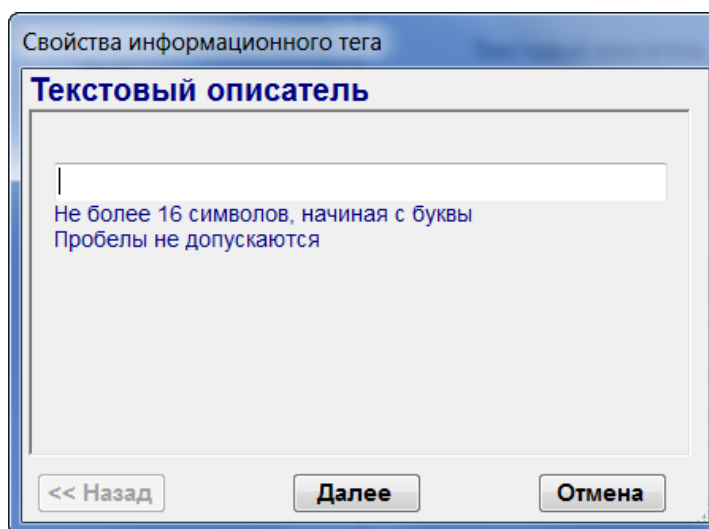 Свойства информационного тега
Текстовый описатель
Не более 16 символов, начиная с буквы
Пробелы не допускаются
<< Назад
Далее
Отмена